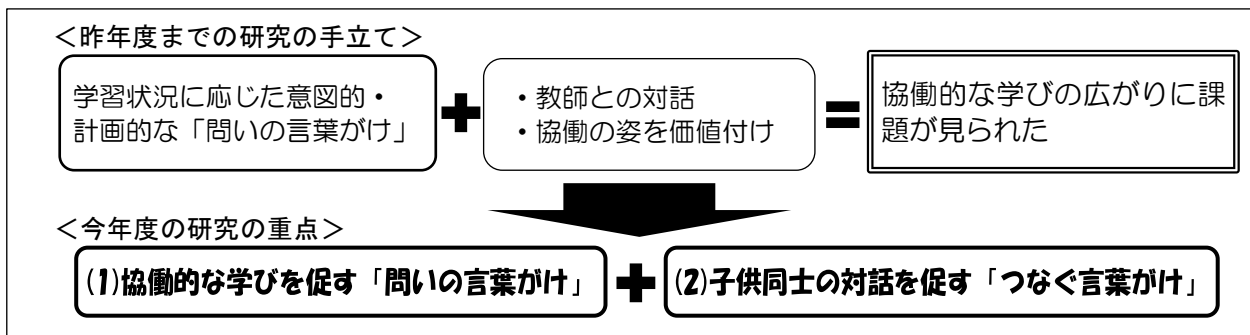 ＜昨年度までの研究の手立て＞
学習状況に応じた意図的・
計画的な「問いの言葉がけ」
+
・教師との対話
・協働の姿を価値付け
=
協働的な学びの広がりに課
題が見られた
＜今年度の研究の重点＞
(1)協働的な学びを促す「問いの言葉がけ」
+
(2)子供同士の対話を促す「つなぐ言葉がけ」